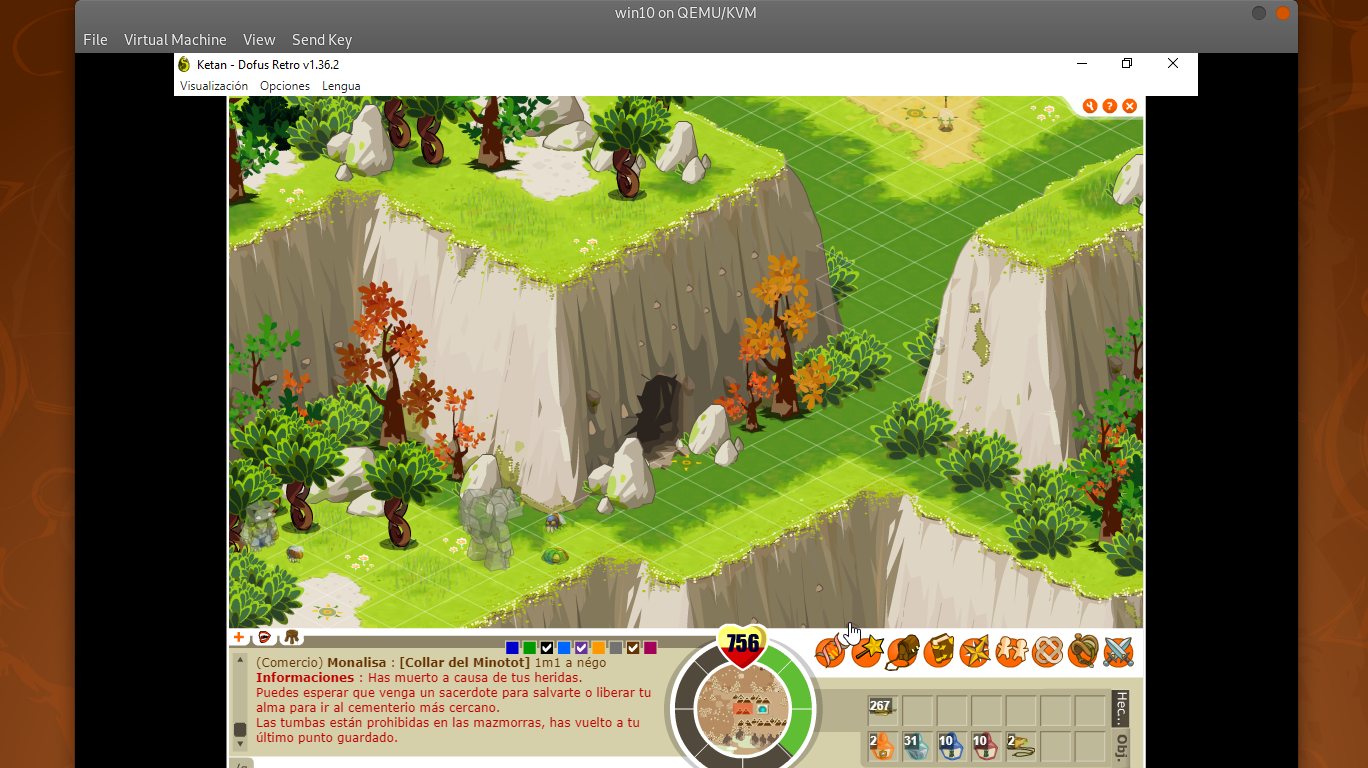 win10 on QEMU/KVM
File Virtual Machine View Send Key
Ketan - Dofus Retro v1.36.2
Visualización Opciones Lengua
756
(Comercio) Monalisa : [Collar del Minotot] 1m1 a négo
Informaciones : Has muerto a causa de tus heridas.
Puedes esperar que venga un sacerdote para salvarte o liberar tu
alma para ir al cementerio más cercano.
Las tumbas están prohibidas en las mazmorras, has vuelto a tu
último punto guardado.
267
Hec...
2 31 10 10 2
Obj.